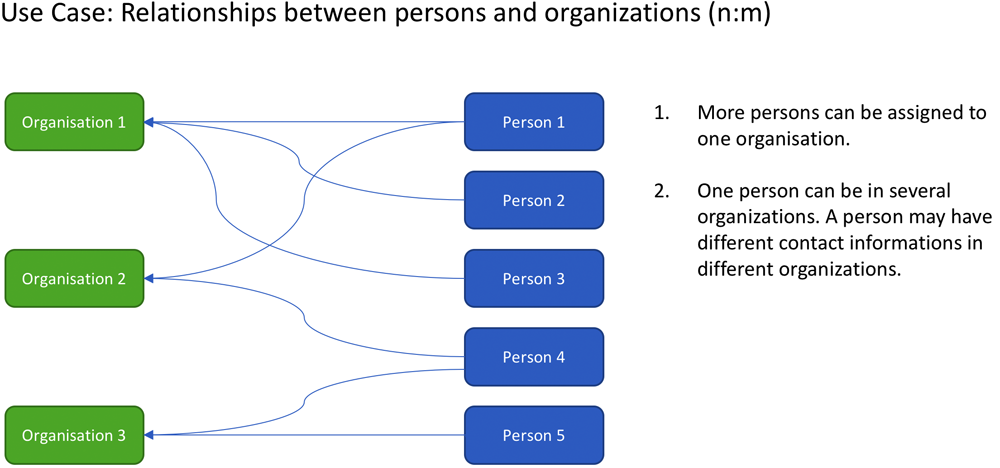 Use Case: Relationships between persons and organizations (n:m)
Organisation 1
Person 1
Person 2
Organisation 2
Person 3
Person 4
Organisation 3
Person 5
1. More persons can be assigned to
one organisation.
2. One person can be in several
organizations. A person may have
different contact informations in
different organizations.